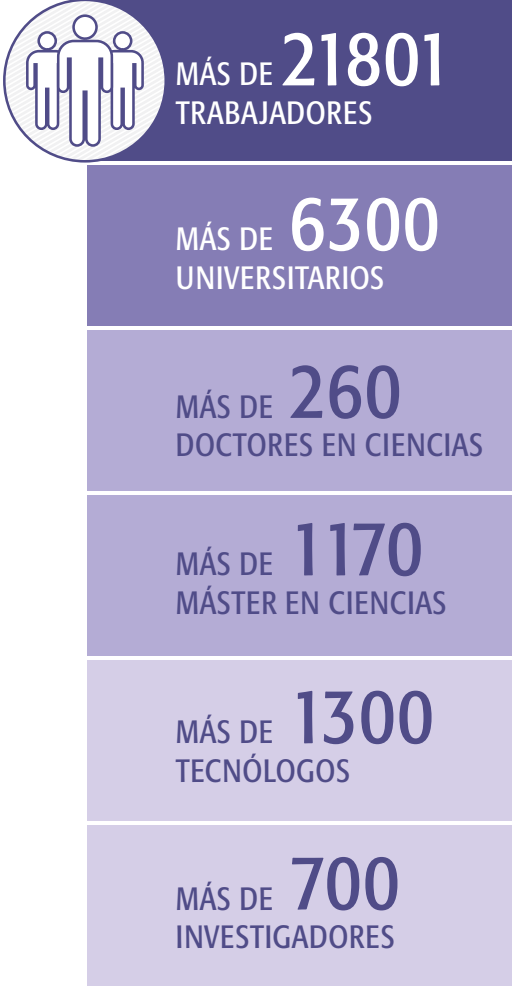 MÁS DE 21801
TRABAJADORES
MÁS DE 6300
UNIVERSITARIOS
MÁS DE 260
DOCTORES EN CIENCIAS
MÁS DE 1170
MÁSTER EN CIENCIAS
MÁS DE 1300
TECNÓLOGOS
MÁS DE 700
INVESTIGADORES